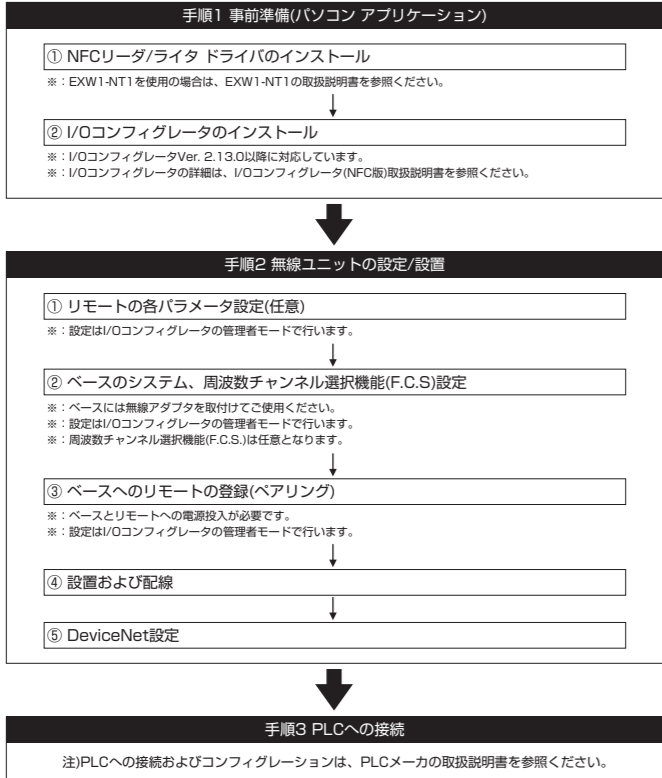 手順1 事前準備(パソコン アプリケーション)
① NFCリーダ/ライタ ドライバのインストール
※：EXW1-NT1を使用の場合は、EXW1-NT1の取扱説明書を参照ください。
② I/Oコンフィグレータのインストール
※：I/OコンフィグレータVer. 2.13.0以降に対応しています。
※：I/Oコンフィグレータの詳細は、I/Oコンフィグレータ(NFC版)取扱説明書を参照ください。
手順2 無線ユニットの設定/設置
① リモートの各パラメータ設定(任意)
※：設定はI/Oコンフィグレータの管理者モードで行います。
② ベースのシステム、周波数チャンネル選択機能(F.C.S)設定
※：ベースには無線アダプタを取付けてご使用ください。
※：設定はI/Oコンフィグレータの管理者モードで行います。
※：周波数チャンネル選択機能(F.C.S.)は任意となります。
③ ベースへのリモートの登録(ペアリング)
※：ベースとリモートへの電源投入が必要です。
※：設定はI/Oコンフィグレータの管理者モードで行います。
④ 設置および配線
⑤ DeviceNet設定
手順3 PLCへの接続
注)PLCへの接続およびコンフィグレーションは、PLCメーカの取扱説明書を参照ください。